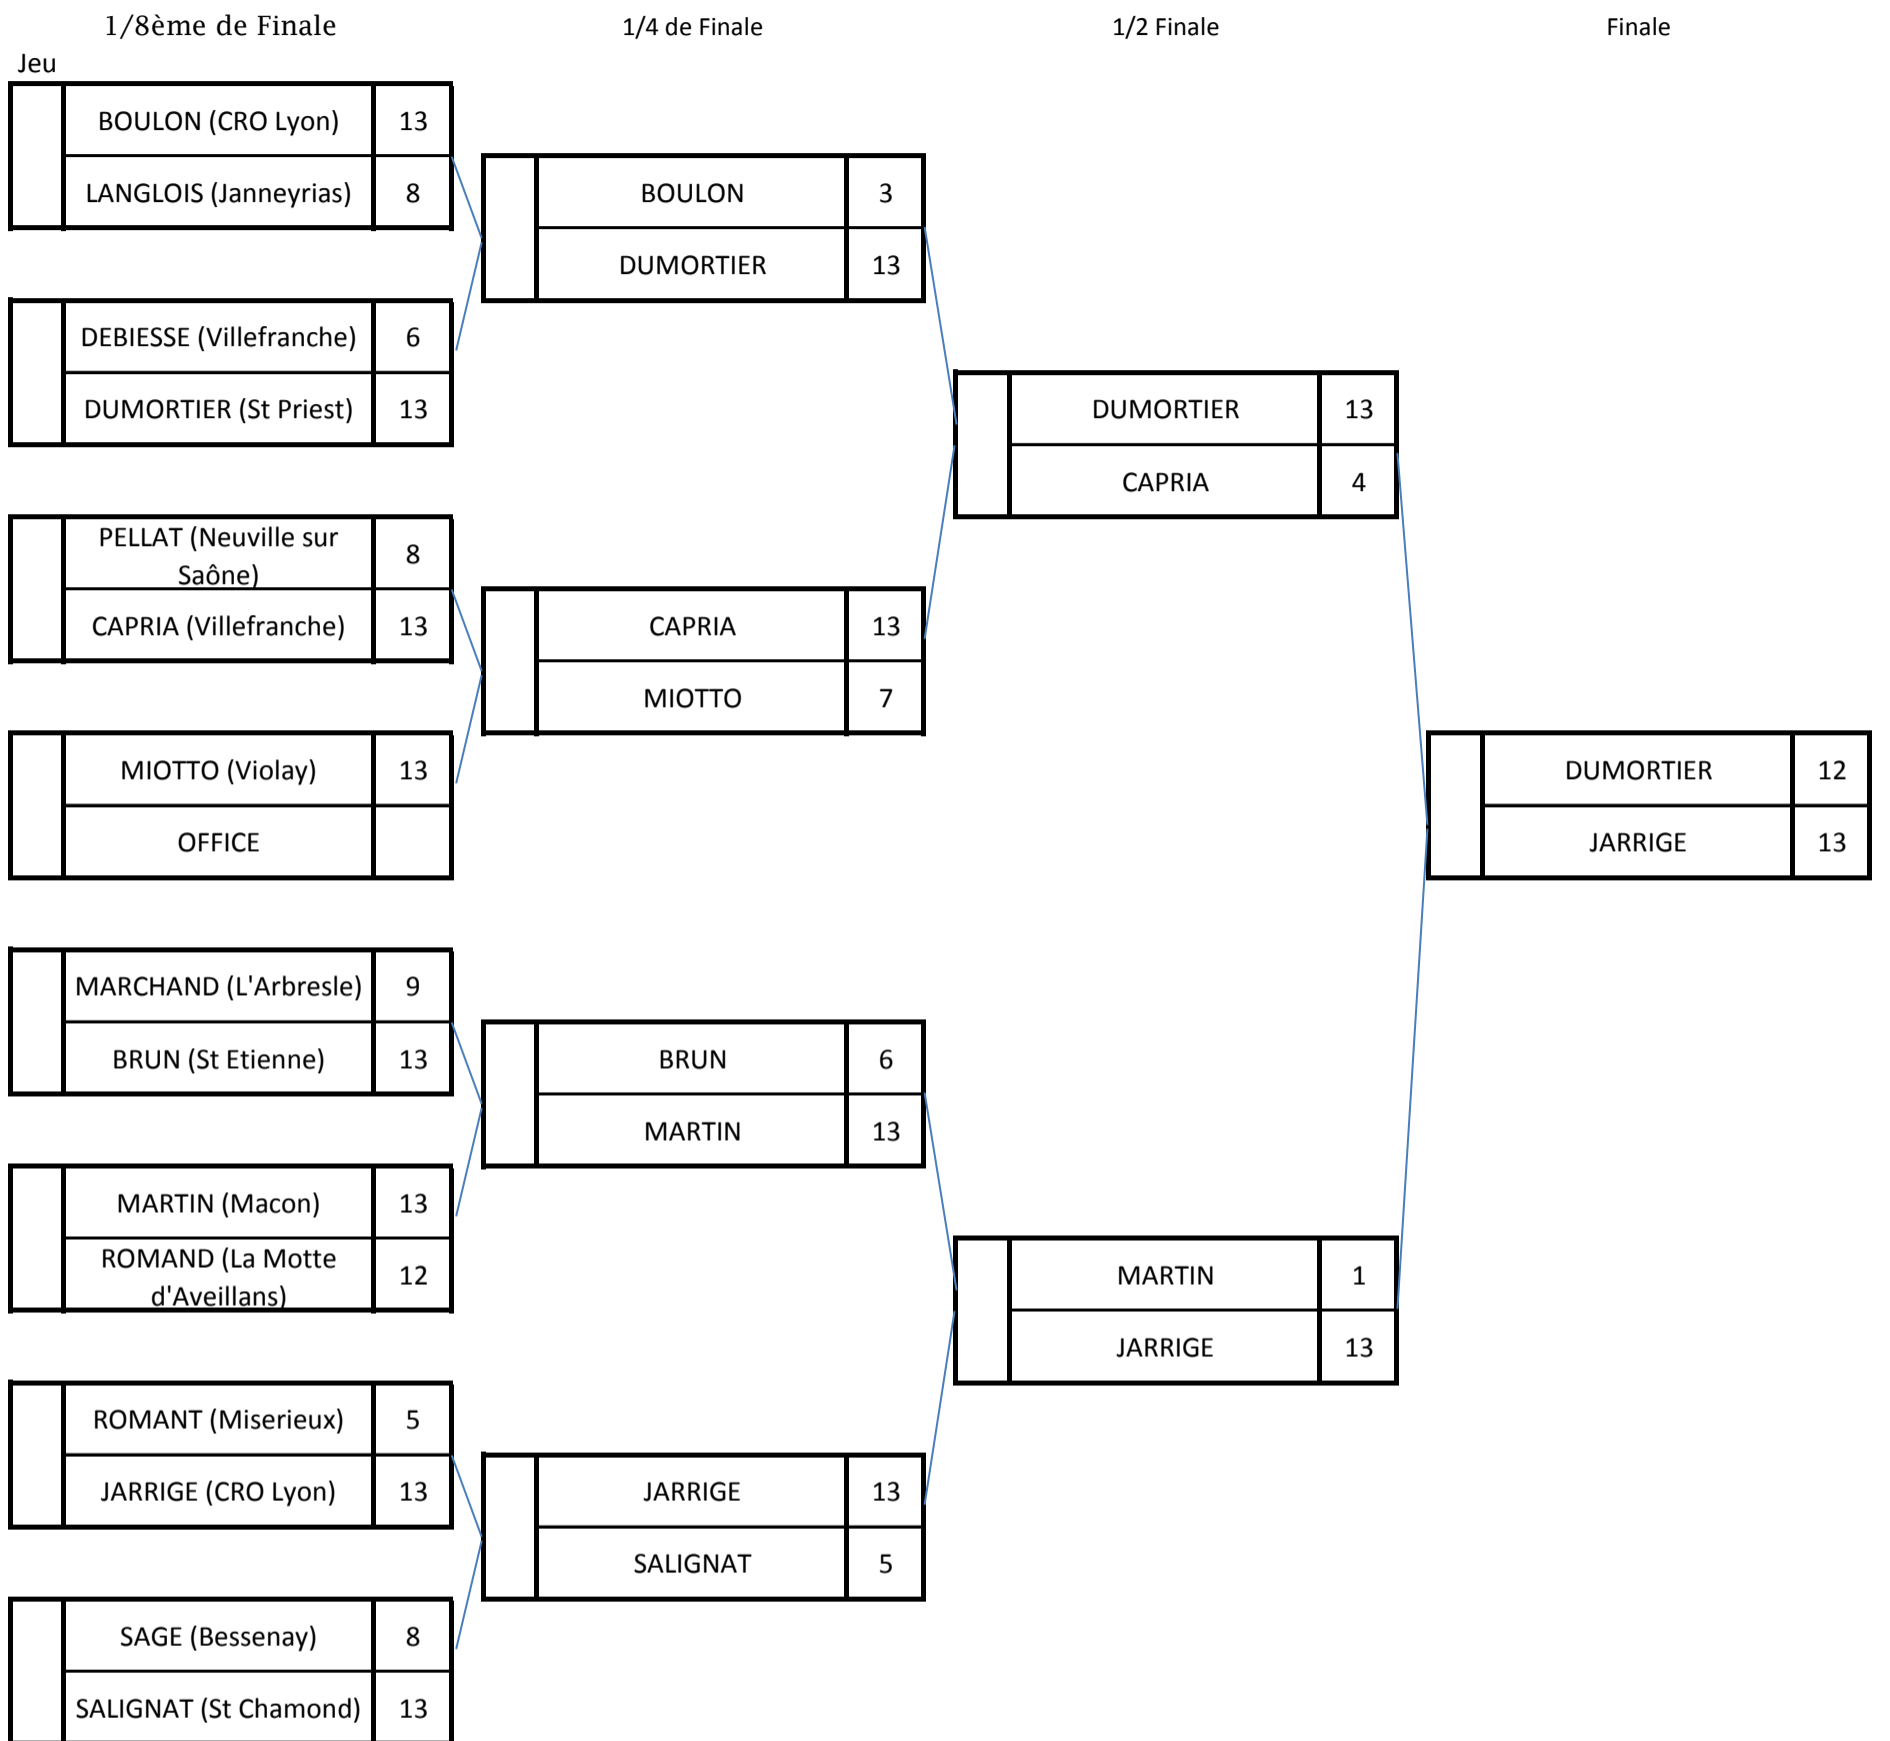 1/8ème de Finale
1/4 de Finale
1/2 Finale
Finale
Jeu
BOULON (CRO Lyon) 13
LANGLOIS (Janneyrias) 8
DEBIESSE (Villefranche) 6
DUMORTIER (St Priest) 13
PELLAT (Neuville sur
Saône) 8
CAPRIA (Villefranche) 13
MIOTTO (Violay) 13
OFFICE
MARCHAND (L'Arbresle) 9
BRUN (St Etienne) 13
MARTIN (Macon) 13
ROMAND (La Motte
d'Aveillans) 12
ROMANT (Miserieux) 5
JARRIGE (CRO Lyon) 13
SAGE (Bessenay) 8
SALIGNAT (St Chamond) 13
BOULON 3
DUMORTIER 13
CAPRIA 13
MIOTTO 7
BRUN 6
MARTIN 13
JARRIGE 13
SALIGNAT 5
DUMORTIER 13
CAPRIA 4
MARTIN 1
JARRIGE 13
DUMORTIER 12
JARRIGE 13